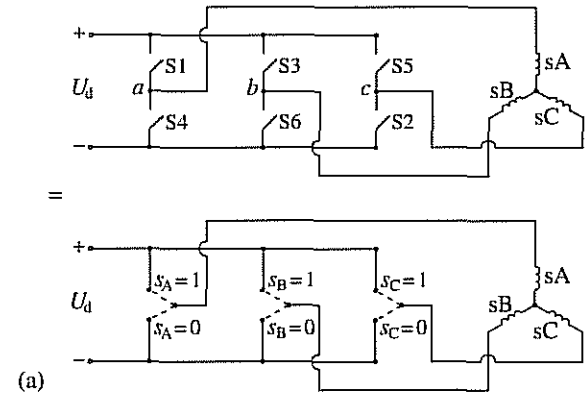 +
S1 S3 S5 sA
U_d a b c sB
S4 S6 S2 sC
−
=
+
s_A=1 s_B=1 s_C=1 sA
U_d sB
s_A=0 s_B=0 s_C=0 sC
−
(a)